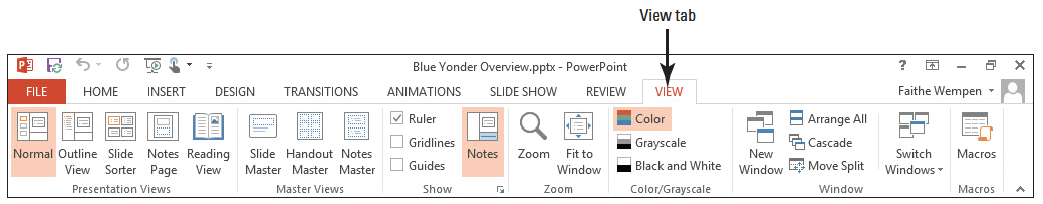 View tab
Blue Yonder Overview.pptx - PowerPoint
?
FILE HOME INSERT DESIGN TRANSITIONS ANIMATIONS SLIDE SHOW REVIEW VIEW Faithe Wempen
Normal
Outline
View
Slide
Sorter
Notes
Page
Reading
View
Presentation Views
Slide
Master
Handout
Master
Notes
Master
Master Views
Ruler
Gridlines
Guides
Notes
Show
Zoom
Fit to
Window
Zoom
Color
Grayscale
Black and White
Color/Grayscale
New
Window
Arrange All
Cascade
Move Split
Switch
Windows
Window
Macros
Macros